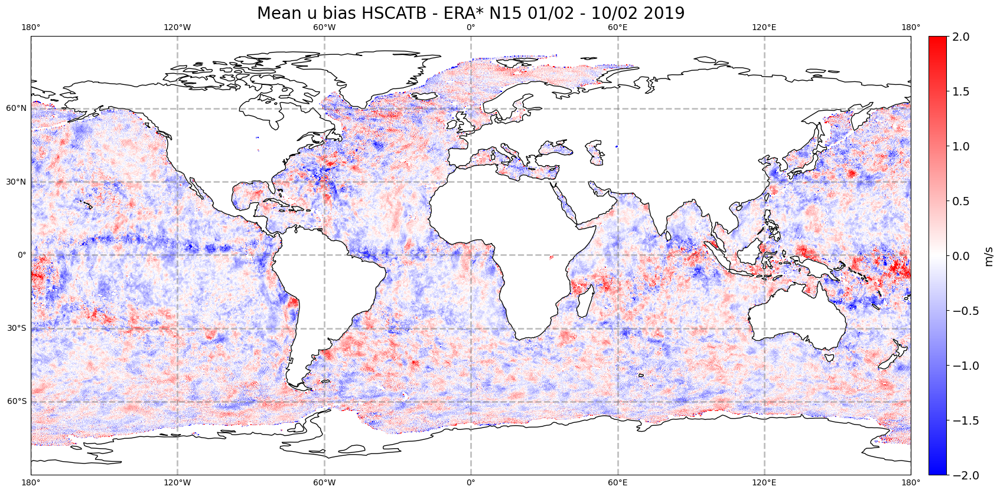 Mean u bias HSCATB - ERA* N15 01/02 - 10/02 2019
180° 120°W 60°W 0° 60°E 120°E 180°
2.0
1.5
1.0
0.5
0.0
−0.5
−1.0
−1.5
−2.0
m/s
60°N
30°N
0°
30°S
60°S
180° 120°W 60°W 0° 60°E 120°E 180°